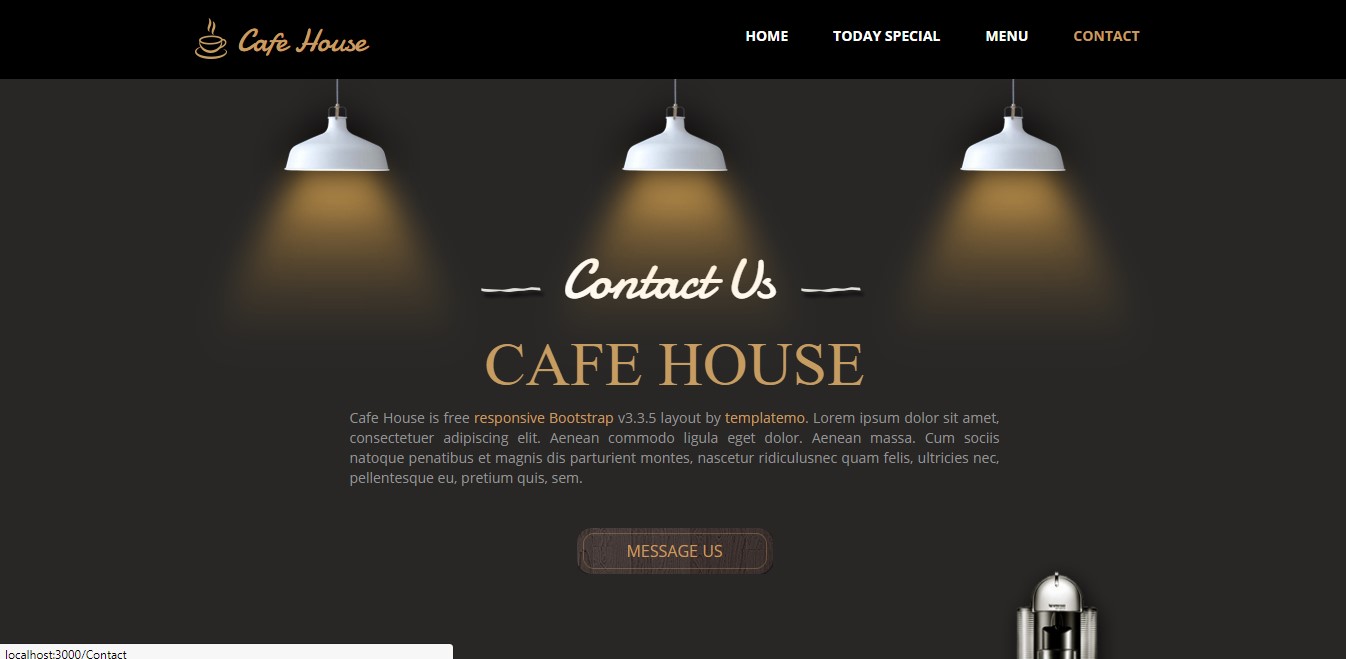 Cafe House
HOME TODAY SPECIAL MENU CONTACT
Contact Us
CAFE HOUSE
Cafe House is free responsive Bootstrap v3.3.5 layout by templatemo. Lorem ipsum dolor sit amet,
consectetuer adipiscing elit. Aenean commodo ligula eget dolor. Aenean massa. Cum sociis
natoque penatibus et magnis dis parturient montes, nascetur ridiculusnec quam felis, ultricies nec,
pellentesque eu, pretium quis, sem.
MESSAGE US
localhost:3000/Contact